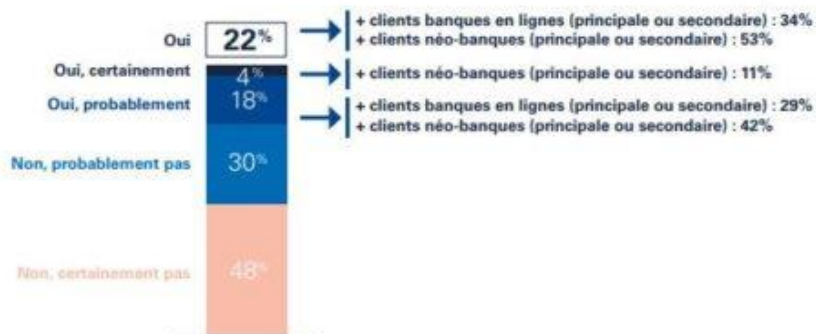 Oui 22% + clients banques en lignes (principale ou secondaire) : 34%
+ clients néo-banques (principale ou secondaire) : 53%
Oui, certainement 4% + clients néo-banques (principale ou secondaire) : 11%
Oui, probablement 18% + clients banques en lignes (principale ou secondaire) : 29%
+ clients néo-banques (principale ou secondaire) : 42%
Non, probablement pas 30%
Non, certainement pas 48%